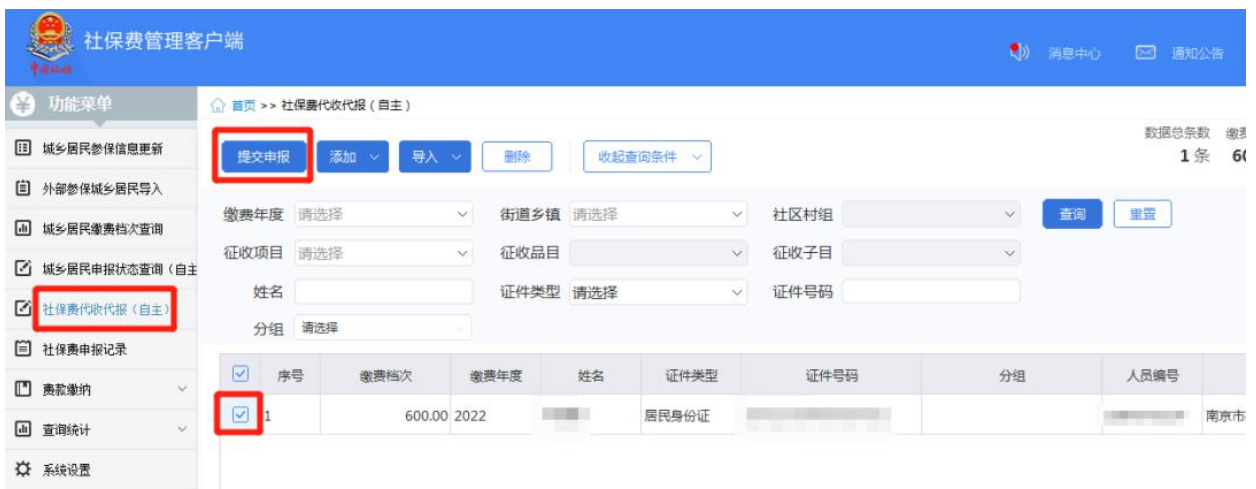 社保费管理客户端
消息中心 通知公告
功能菜单
首页 >> 社保费代收代报（自主）
城乡居民参保信息更新
外部参保城乡居民导入
城乡居民缴费档次查询
城乡居民申报状态查询（自主
社保费代收代报（自主）
社保费申报记录
费款缴纳
查询统计
系统设置
数据总条数 缴费
1 条 60
提交申报 添加 导入 删除 收起查询条件
缴费年度 请选择 街道乡镇 请选择 社区村组 查询 重置
征收项目 请选择 征收品目 征收子目
姓名 证件类型 请选择 证件号码
分组 请选择
序号 缴费档次 缴费年度 姓名 证件类型 证件号码 分组 人员编号
1 600.00 2022 居民身份证 南京市